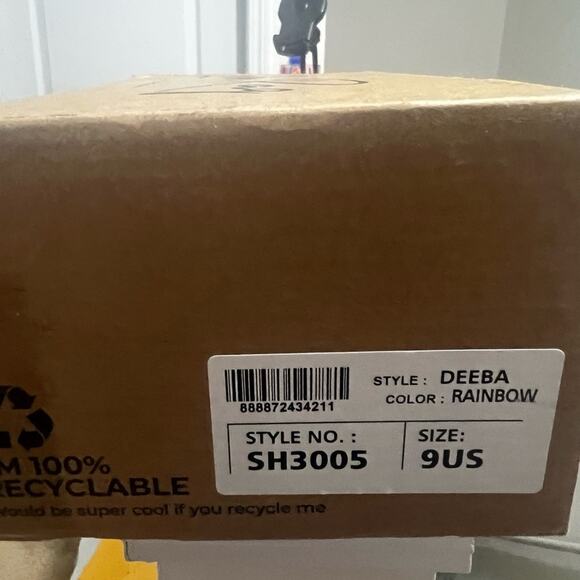 STYLE : DEEBA
COLOR : RAINBOW
888872434211
STYLE NO. :
SH3005
SIZE:
9US
M 100%
RECYCLABLE
would be super cool if you recycle me